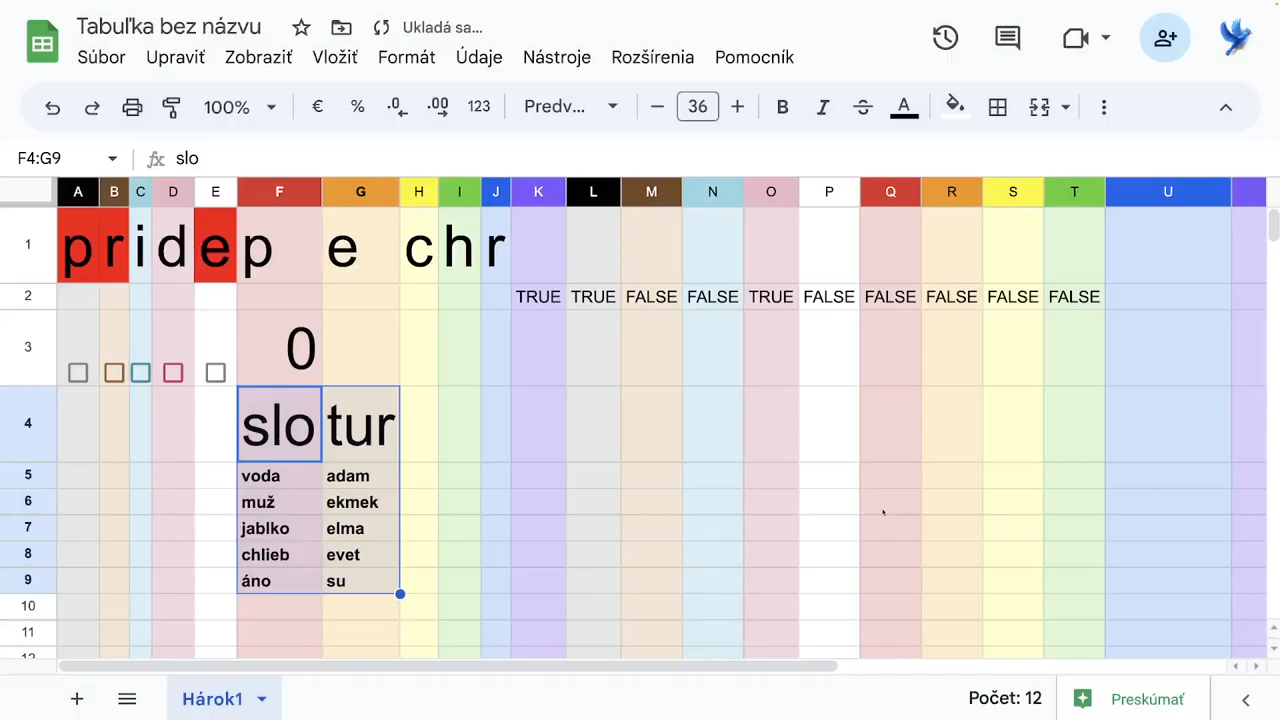 Tabuľka bez názvu Ukladá sa...
Súbor Upraviť Zobraziť Vložiť Formát Údaje Nástroje Rozšírenia Pomocník
100% € % .0 .00 123 Predv... − 36 + B I S A
F4:G9 fx slo
A B C D E F G H I J K L M N O P Q R S T U
1 p r i d e p e c h r
2 TRUE TRUE FALSE FALSE TRUE FALSE FALSE FALSE FALSE FALSE
3 0
4 slo tur
5 voda adam
6 muž ekmek
7 jablko elma
8 chlieb evet
9 áno su
10
11
+ Hárok1 Počet: 12 Preskúmať